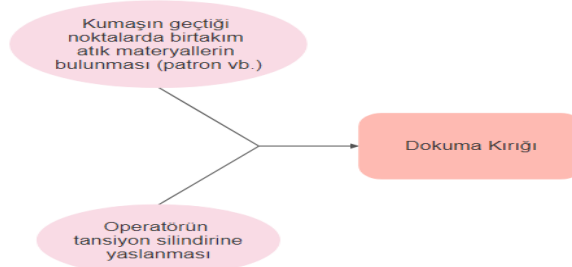 Kumaşın geçtiği
noktalarda birtakım
atık materyallerin
bulunması (patron vb.)
Dokuma Kırığı
Operatörün
tansiyon silindirine
yaslanması